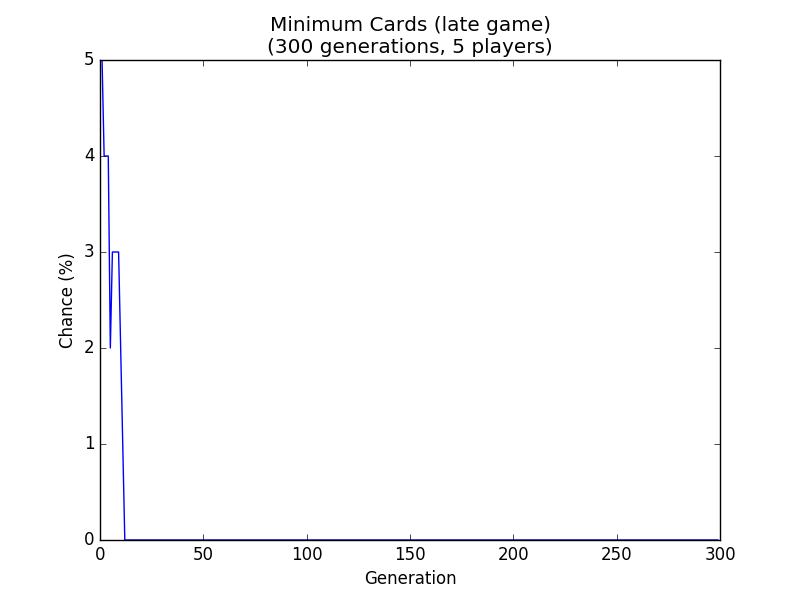 Minimum Cards (late game)
(300 generations, 5 players)
5
4
3
2
1
0
Chance (%)
0 50 100 150 200 250 300
Generation